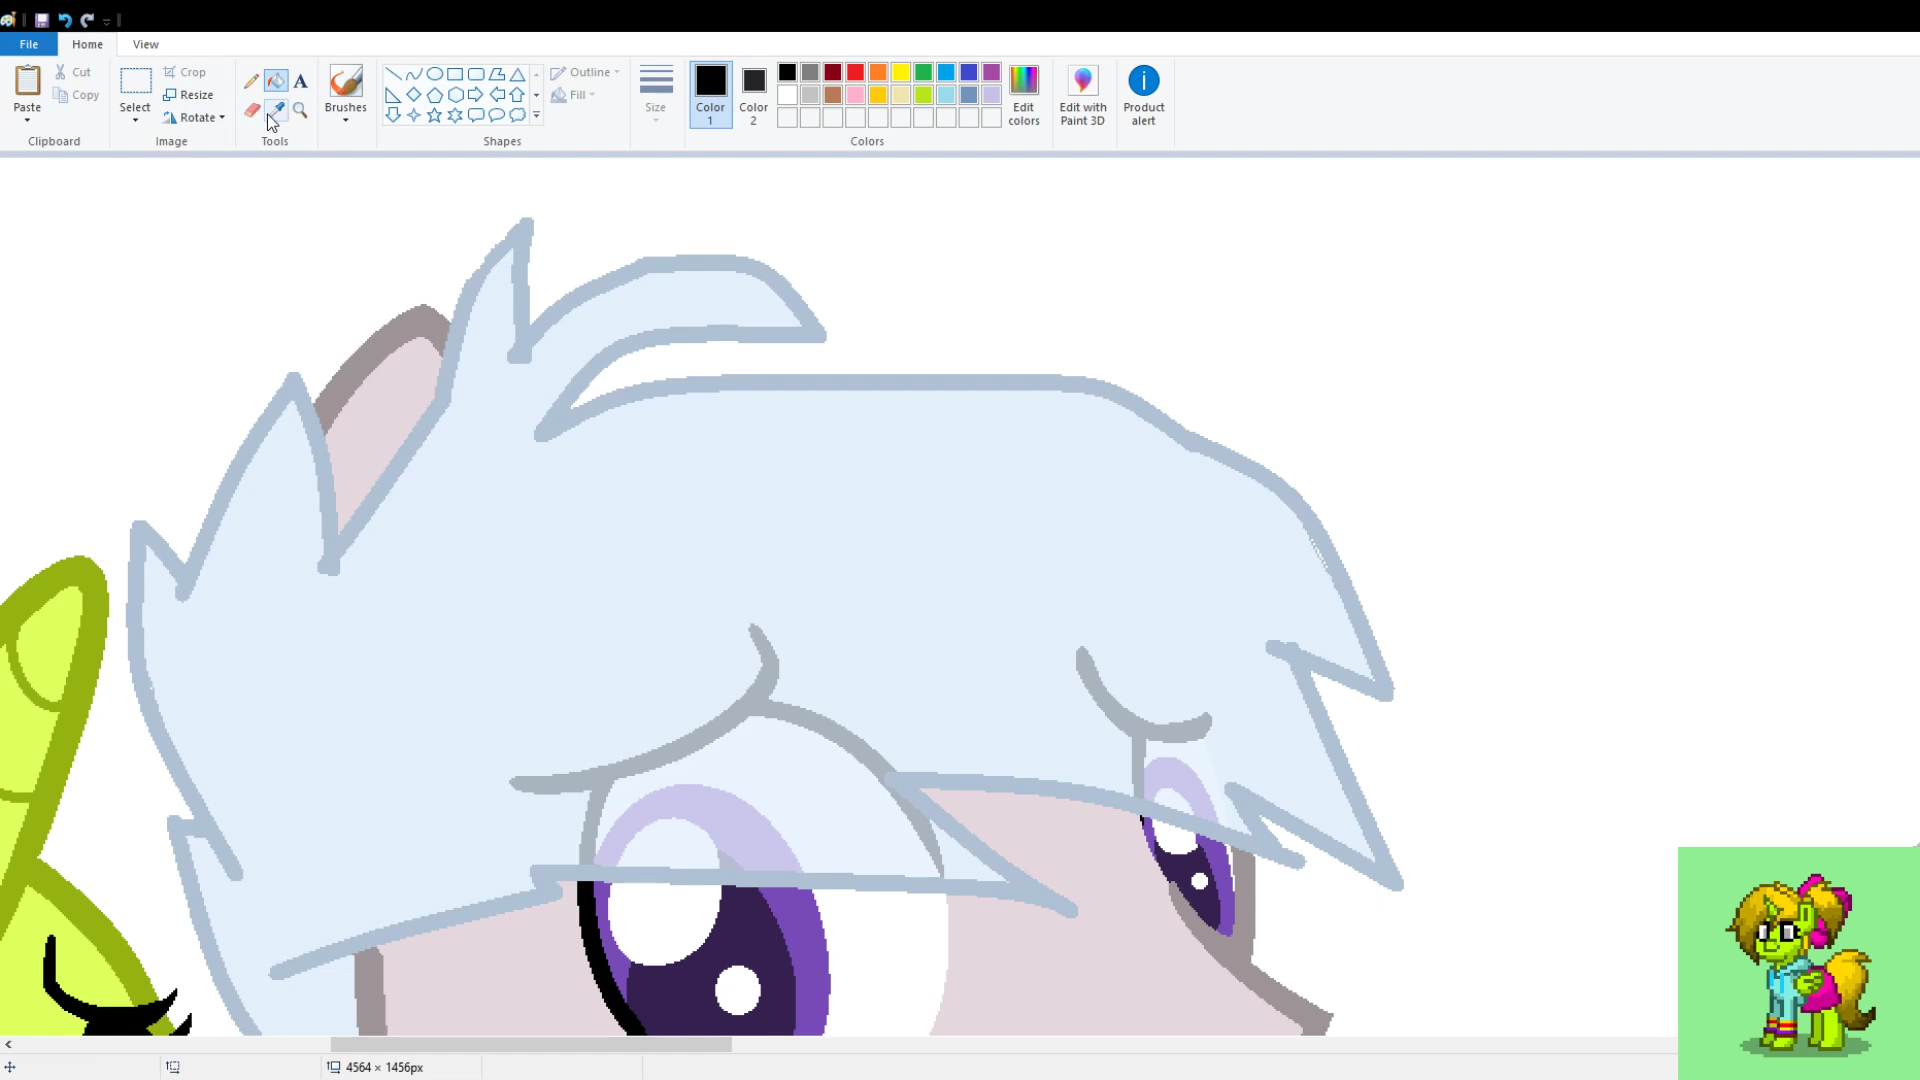 File Home View
Paste
Cut
Copy
Clipboard
Select
Crop
Resize
Rotate
Image
A
Tools
Brushes
Outline
Fill
Shapes
Size
Color 1
Color 2
Edit colors
Colors
Edit with Paint 3D
Product alert
4564 × 1456px